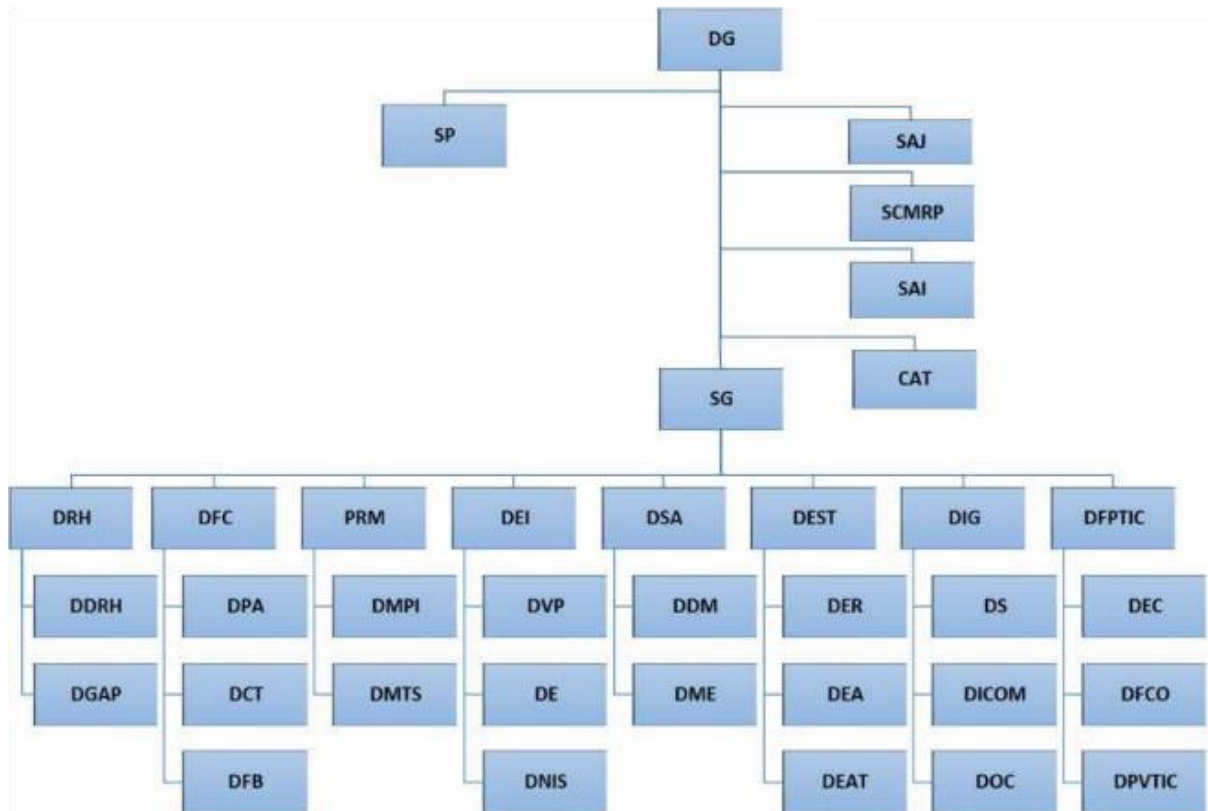 DG
SP
SAJ
SCMRP
SAI
CAT
SG
DRH DFC PRM DEI DSA DEST DIG DFPTIC
DDRH DPA DMPI DVP DDM DER DS DEC
DGAP DCT DMTS DE DME DEA DICOM DFCO
DFB DNIS DEAT DOC DPVTIC